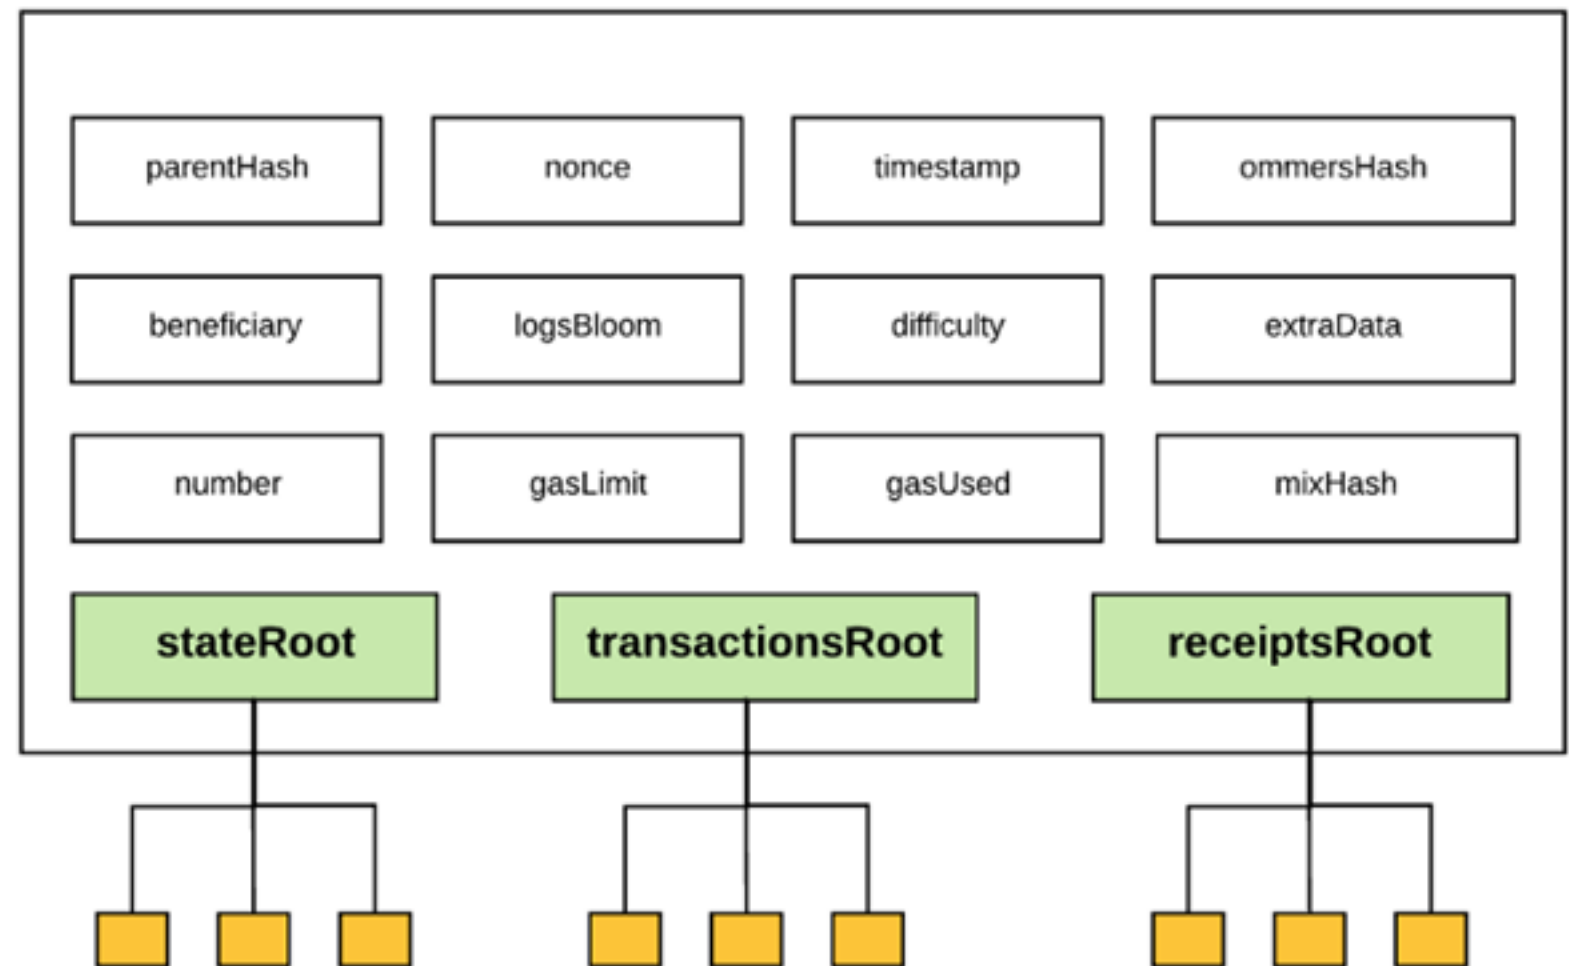 parentHash
nonce
timestamp
ommersHash
beneficiary
logsBloom
difficulty
extraData
number
gasLimit
gasUsed
mixHash
stateRoot
transactionsRoot
receiptsRoot